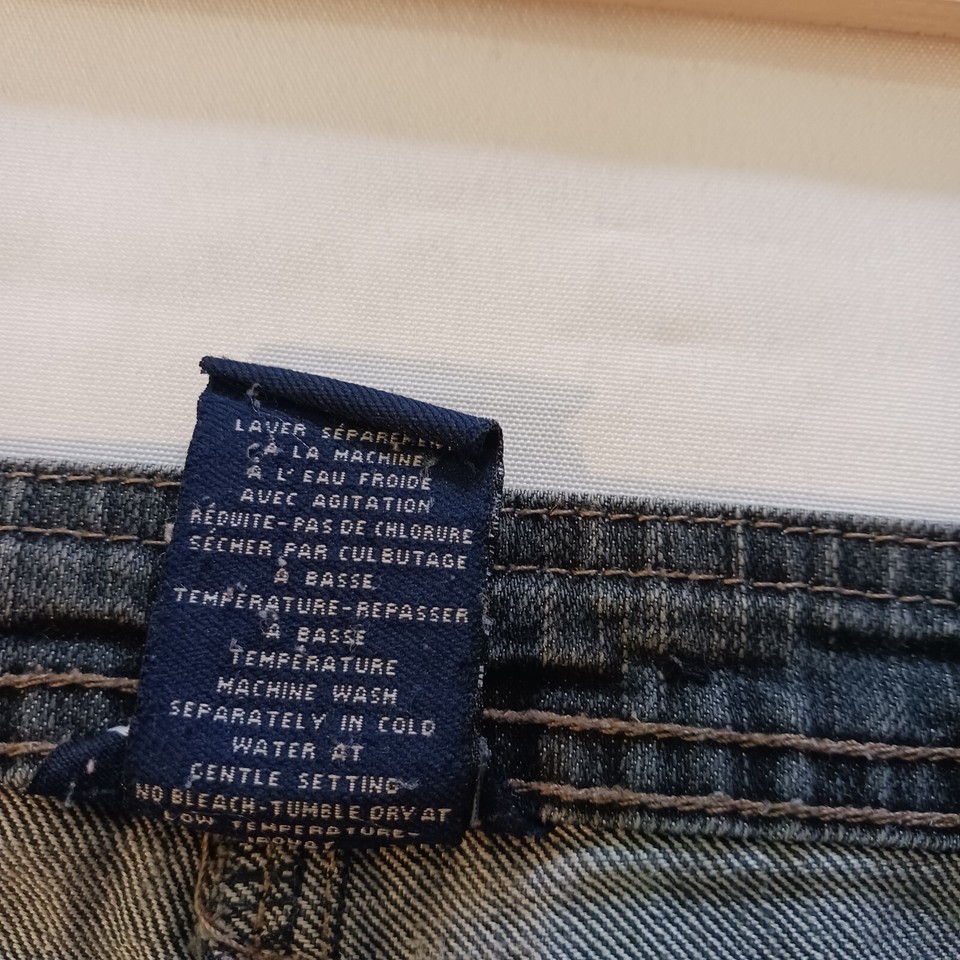 LAVER SÉPARÉMENT
À LA MACHINE
À L'EAU FROIDE
AVEC AGITATION
RÉDUITE-PAS DE CHLORURE
SÉCHER PAR CULBUTAGE
À BASSE
TEMPÉRATURE-REPASSER
À BASSE
TEMPÉRATURE
MACHINE WASH
SEPARATELY IN COLD
WATER AT
GENTLE SETTING
NO BLEACH-TUMBLE DRY AT
LOW TEMPERATURE-